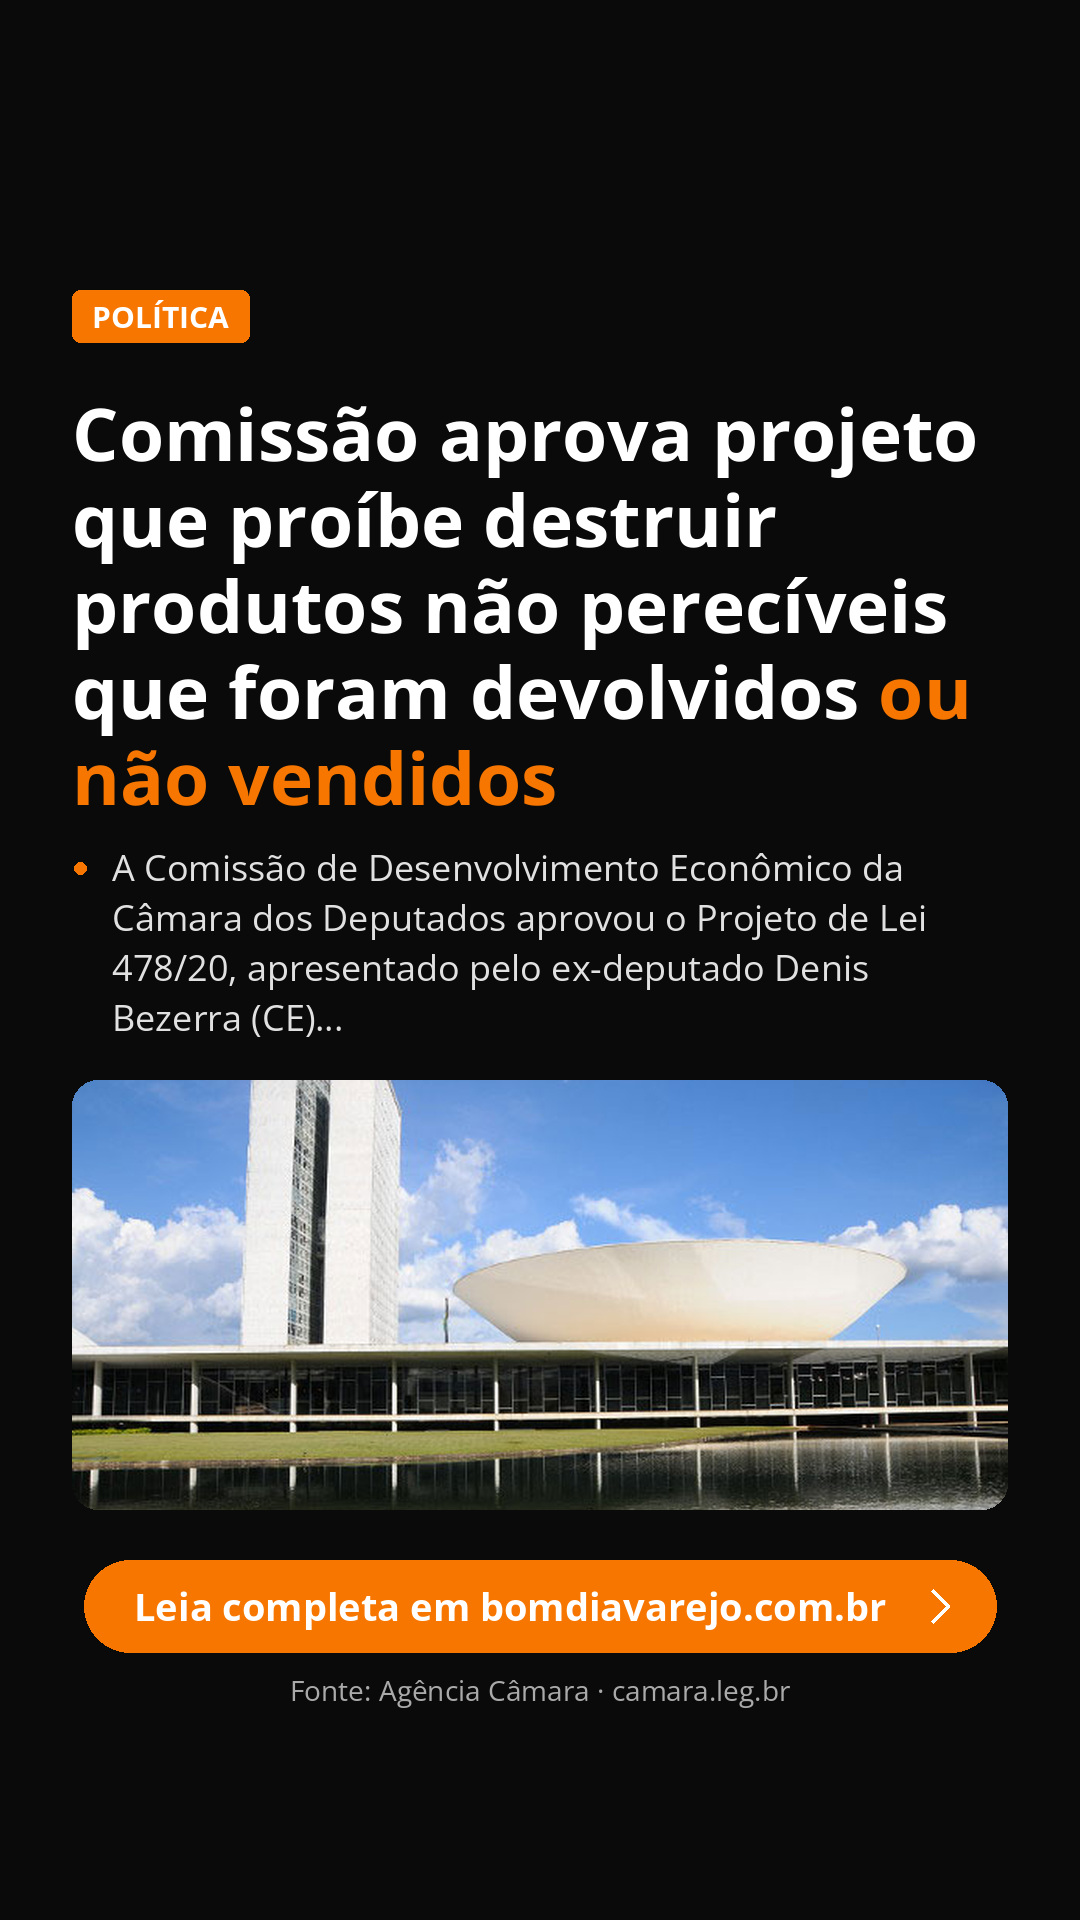 POLÍTICA
Comissão aprova projeto
que proíbe destruir
produtos não perecíveis
que foram devolvidos ou
não vendidos
A Comissão de Desenvolvimento Econômico da
Câmara dos Deputados aprovou o Projeto de Lei
478/20, apresentado pelo ex-deputado Denis
Bezerra (CE)...
Leia completa em bomdiavarejo.com.br
Fonte: Agência Câmara · camara.leg.br